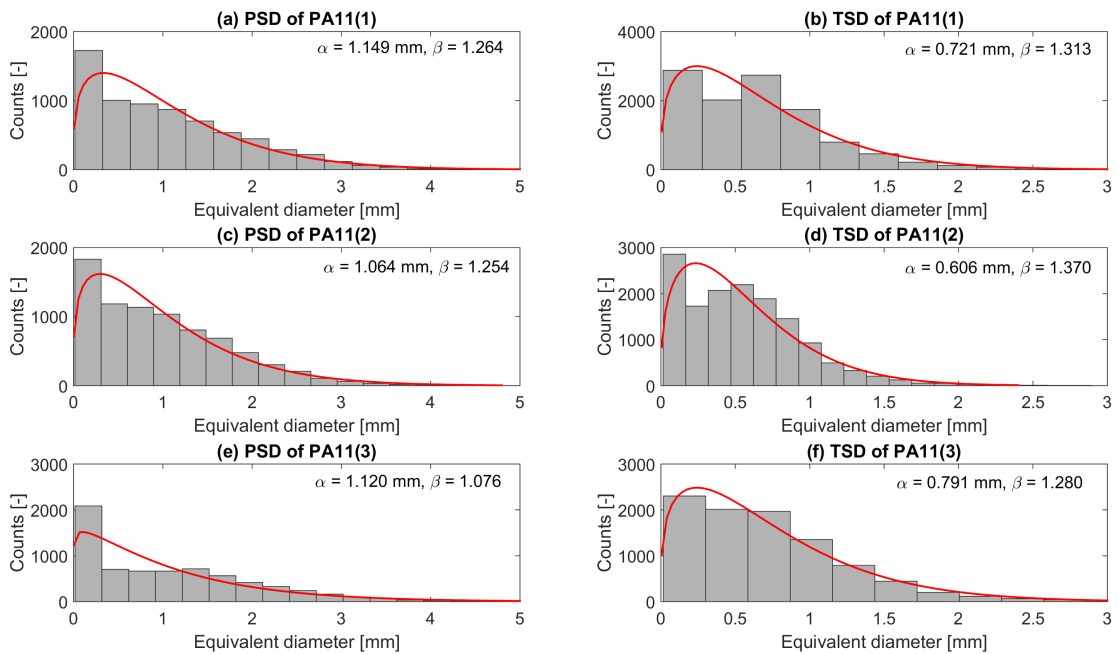 (a) PSD of PA11(1)
α = 1.149 mm, β = 1.264
Counts [-]
2000
1000
0
0 1 2 3 4 5
Equivalent diameter [mm]
(b) TSD of PA11(1)
α = 0.721 mm, β = 1.313
Counts [-]
4000
2000
0
0 0.5 1 1.5 2 2.5 3
Equivalent diameter [mm]
(c) PSD of PA11(2)
α = 1.064 mm, β = 1.254
Counts [-]
2000
1000
0
0 1 2 3 4 5
Equivalent diameter [mm]
(d) TSD of PA11(2)
α = 0.606 mm, β = 1.370
Counts [-]
3000
2000
1000
0
0 0.5 1 1.5 2 2.5 3
Equivalent diameter [mm]
(e) PSD of PA11(3)
α = 1.120 mm, β = 1.076
Counts [-]
3000
2000
1000
0
0 1 2 3 4 5
Equivalent diameter [mm]
(f) TSD of PA11(3)
α = 0.791 mm, β = 1.280
Counts [-]
3000
2000
1000
0
0 0.5 1 1.5 2 2.5 3
Equivalent diameter [mm]